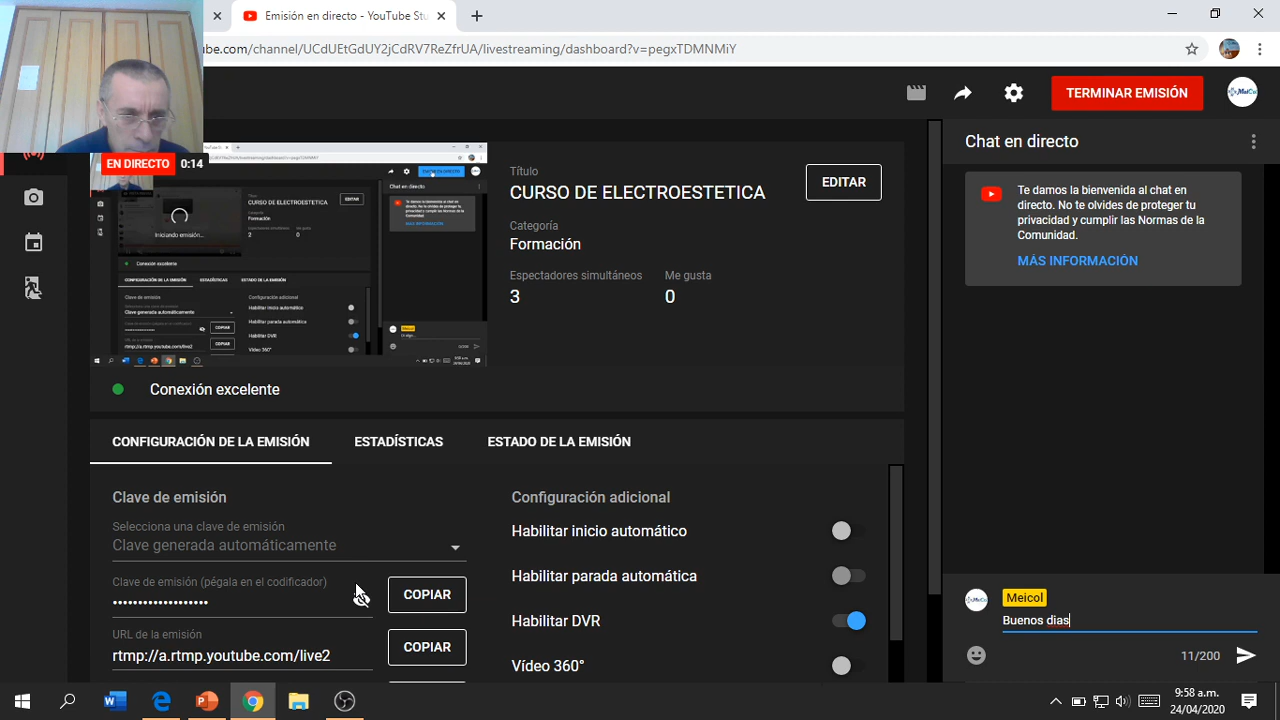 Emisión en directo - YouTube Stu
ube.com/channel/UCdUEtGdUY2jCdRV7ReZfrUA/livestreaming/dashboard?v=pegxTDMNMiY
TERMINAR EMISIÓN
MeiCol
EN DIRECTO 0:14
Iniciando emisión...
Título
CURSO DE ELECTROESTETICA
EDITAR
Categoría
Formación
Espectadores simultáneos
Me gusta
3
0
Conexión excelente
CONFIGURACIÓN DE LA EMISIÓN
ESTADÍSTICAS
ESTADO DE LA EMISIÓN
Clave de emisión
Selecciona una clave de emisión
Clave generada automáticamente
Clave de emisión (pégala en el codificador)
••••••••••••••••••••
COPIAR
URL de la emisión
rtmp://a.rtmp.youtube.com/live2
COPIAR
Configuración adicional
Habilitar inicio automático
Habilitar parada automática
Habilitar DVR
Vídeo 360°
Chat en directo
Te damos la bienvenida al chat en
directo. No te olvides de proteger tu
privacidad y cumplir las Normas de la
Comunidad.
MÁS INFORMACIÓN
Meicol
Buenos dias
11/200
9:58 a.m.
24/04/2020